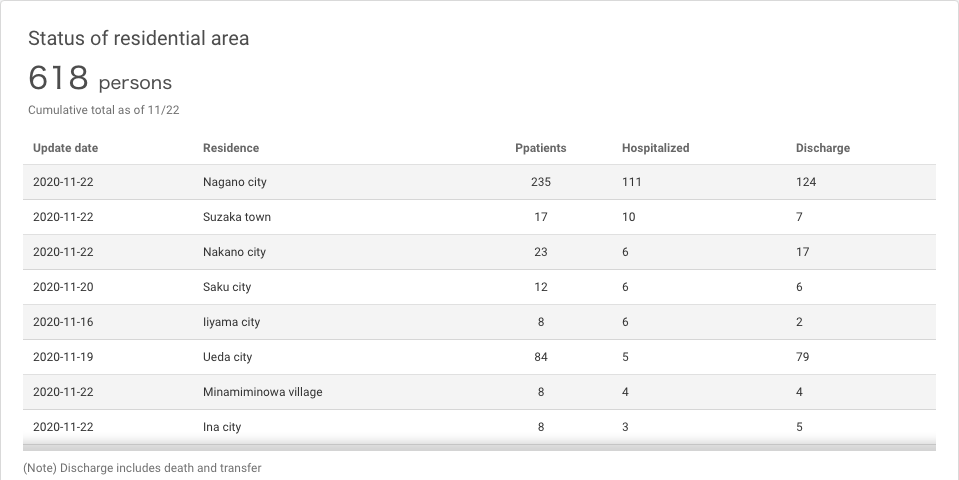 Status of residential area
618 persons
Cumulative total as of 11/22
Update date Residence Ppatients Hospitalized Discharge
2020-11-22 Nagano city 235 111 124
2020-11-22 Suzaka town 17 10 7
2020-11-22 Nakano city 23 6 17
2020-11-20 Saku city 12 6 6
2020-11-16 Iiyama city 8 6 2
2020-11-19 Ueda city 84 5 79
2020-11-22 Minamiminowa village 8 4 4
2020-11-22 Ina city 8 3 5
(Note) Discharge includes death and transfer